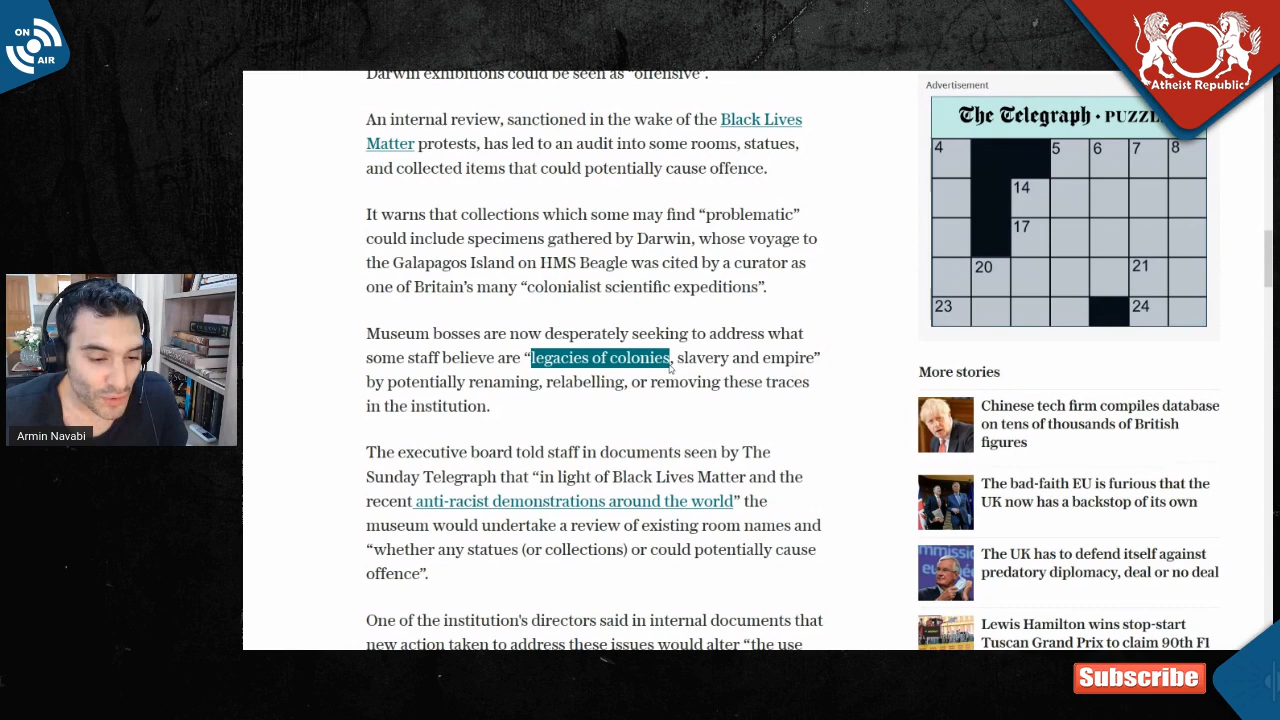 ON
AIR
Atheist Republic
Darwin exhibitions could be seen as “offensive”.
An internal review, sanctioned in the wake of the Black Lives
Matter protests, has led to an audit into some rooms, statues,
and collected items that could potentially cause offence.
It warns that collections which some may find “problematic”
could include specimens gathered by Darwin, whose voyage to
the Galapagos Island on HMS Beagle was cited by a curator as
one of Britain’s many “colonialist scientific expeditions”.
Museum bosses are now desperately seeking to address what
some staff believe are “legacies of colonies, slavery and empire”
by potentially renaming, relabelling, or removing these traces
in the institution.
The executive board told staff in documents seen by The
Sunday Telegraph that “in light of Black Lives Matter and the
recent anti-racist demonstrations around the world” the
museum would undertake a review of existing room names and
“whether any statues (or collections) or could potentially cause
offence”.
One of the institution's directors said in internal documents that
new action taken to address these issues would alter “the use
Advertisement
The Telegraph • PUZZL
4 5 6 7 8
14
17
20 21
23 24
More stories
Chinese tech firm compiles database
on tens of thousands of British
figures
The bad-faith EU is furious that the
UK now has a backstop of its own
The UK has to defend itself against
predatory diplomacy, deal or no deal
Lewis Hamilton wins stop-start
Tuscan Grand Prix to claim 90th F1
Armin Navabi
Subscribe